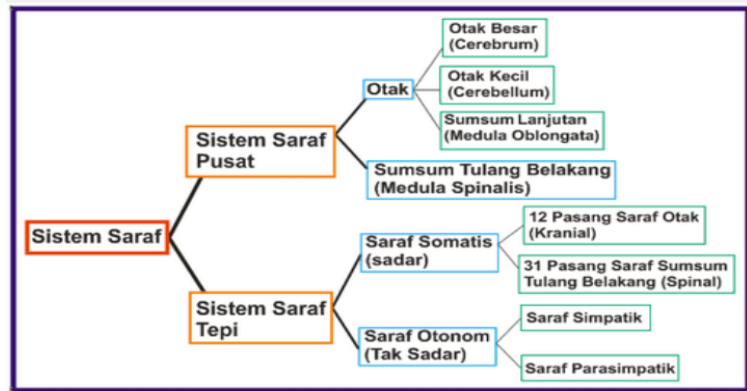 Sistem Saraf
Sistem Saraf
Pusat
Otak
Otak Besar
(Cerebrum)
Otak Kecil
(Cerebellum)
Sumsum Lanjutan
(Medula Oblongata)
Sumsum Tulang Belakang
(Medula Spinalis)
Sistem Saraf
Tepi
Saraf Somatis
(sadar)
12 Pasang Saraf Otak
(Kranial)
31 Pasang Saraf Sumsum
Tulang Belakang (Spinal)
Saraf Otonom
(Tak Sadar)
Saraf Simpatik
Saraf Parasimpatik